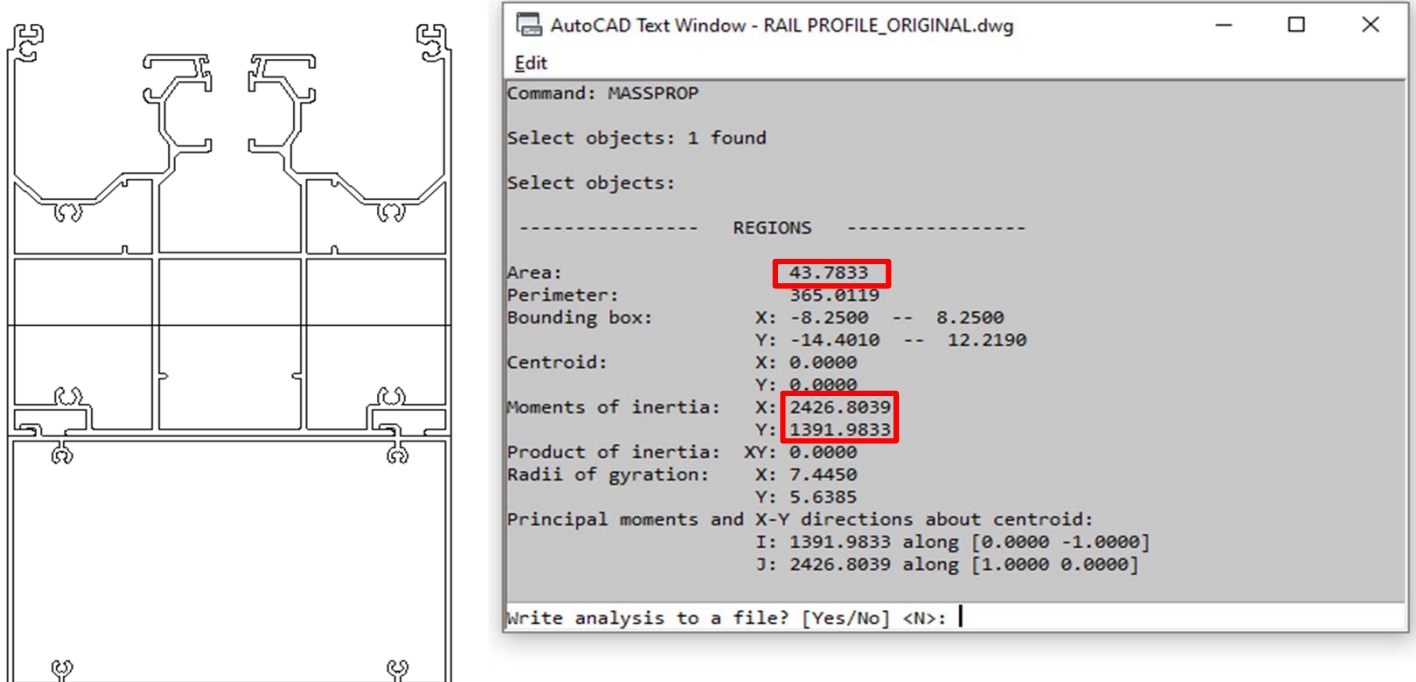 AutoCAD Text Window - RAIL PROFILE_ORIGINAL.dwg
Edit
Command: MASSPROP
Select objects: 1 found
Select objects:
---------------- REGIONS ----------------
Area: 43.7833
Perimeter: 365.0119
Bounding box: X: -8.2500 -- 8.2500
Y: -14.4010 -- 12.2190
Centroid: X: 0.0000
Y: 0.0000
Moments of inertia: X: 2426.8039
Y: 1391.9833
Product of inertia: XY: 0.0000
Radii of gyration: X: 7.4450
Y: 5.6385
Principal moments and X-Y directions about centroid:
I: 1391.9833 along [0.0000 -1.0000]
J: 2426.8039 along [1.0000 0.0000]
Write analysis to a file? [Yes/No] <N>: